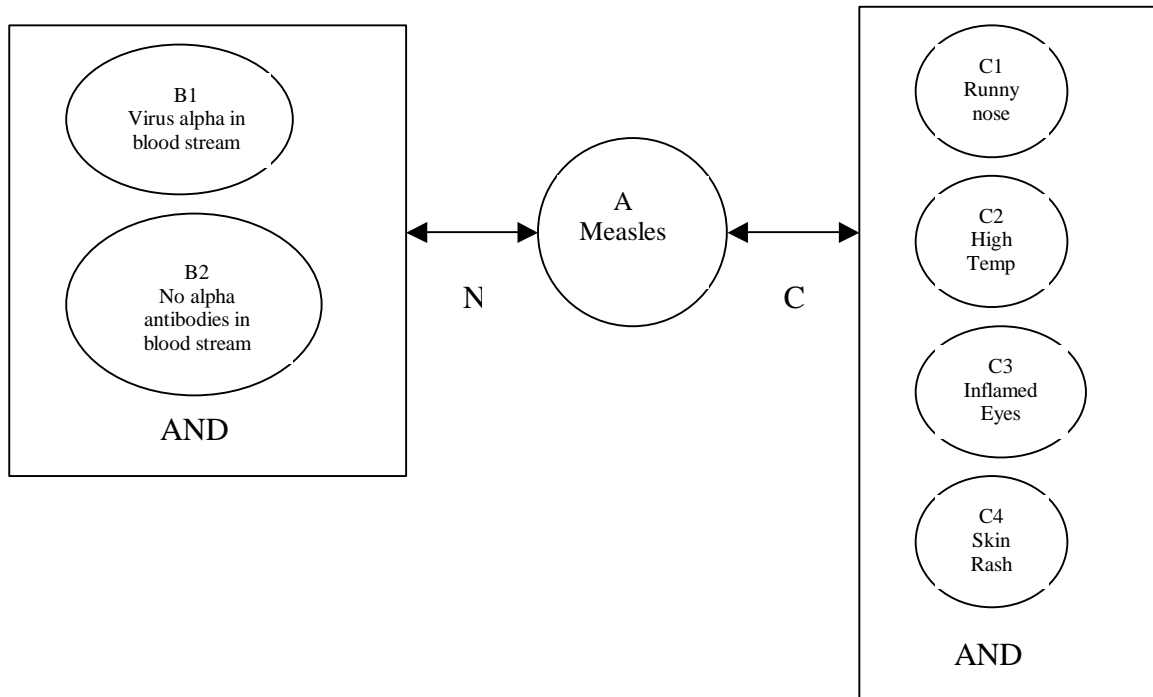 B1
Virus alpha in
blood stream
B2
No alpha
antibodies in
blood stream
AND
N
A
Measles
C
C1
Runny
nose
C2
High
Temp
C3
Inflamed
Eyes
C4
Skin
Rash
AND